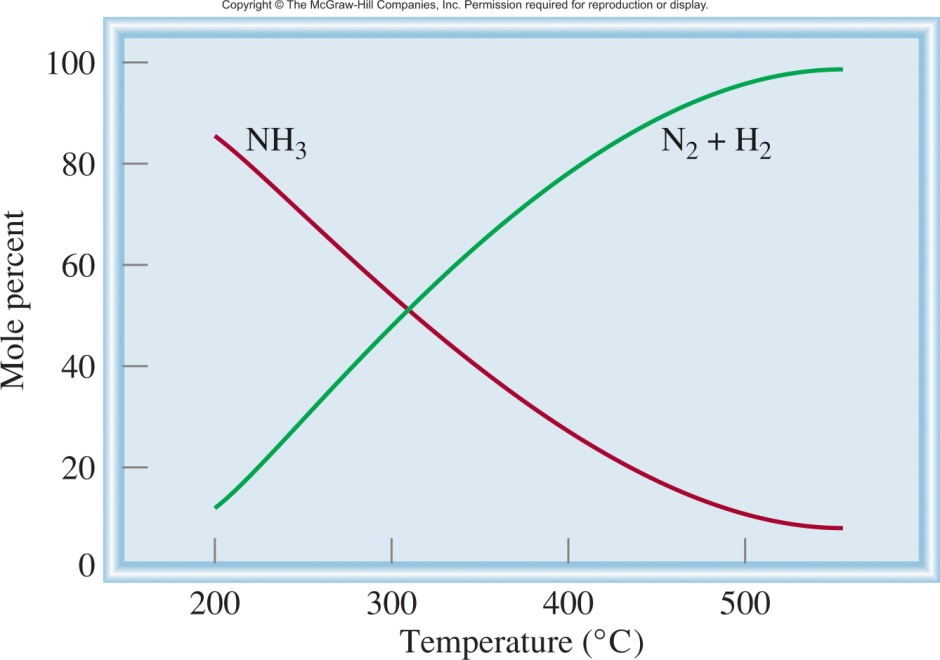 Copyright © The McGraw-Hill Companies, Inc. Permission required for reproduction or display.
100
80
60
40
20
0
Mole percent
NH₃
N₂ + H₂
200 300 400 500
Temperature (°C)